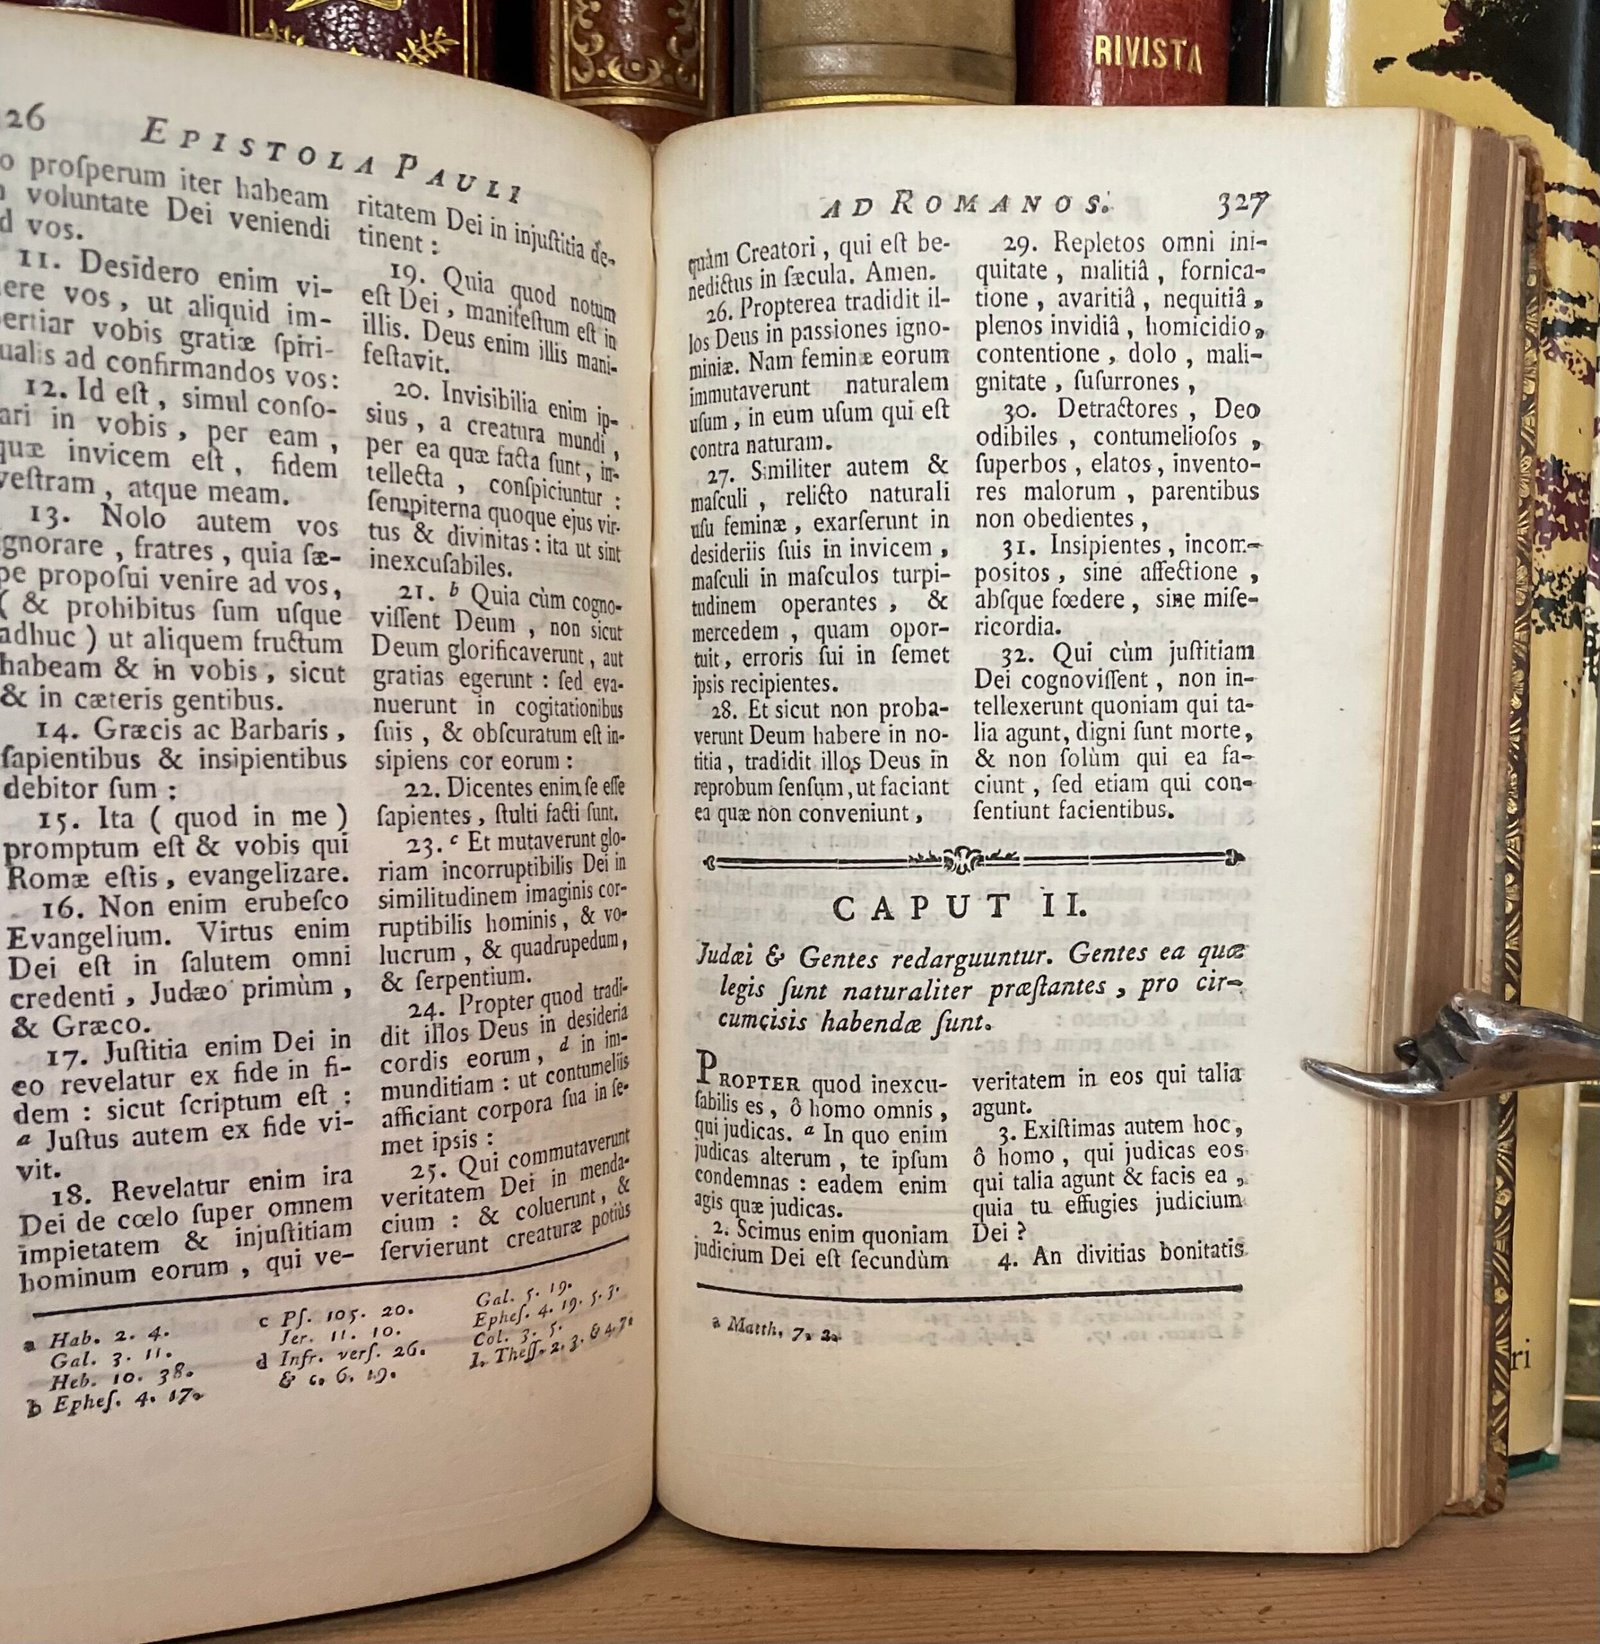 RIVISTA
26
EPISTOLA PAULI
o proſperum iter habeam
voluntate Dei veniendi
d vos.
11. Deſidero enim vi-
ere vos, ut aliquid im-
ertiar vobis gratiæ ſpiri-
ualis ad confirmandos vos:
12. Id eſt, simul conſo-
ari in vobis, per eam,
quæ invicem eſt, fidem
veſtram, atque meam.
13. Nolo autem vos
gnorare, fratres, quia ſæ-
pe propoſui venire ad vos,
( & prohibitus ſum uſque
adhuc ) ut aliquem fructum
habeam & in vobis, sicut
& in cæteris gentibus.
14. Græcis ac Barbaris,
ſapientibus & insipientibus
debitor ſum :
15. Ita ( quod in me )
promptum eſt & vobis qui
Romæ eſtis, evangelizare.
16. Non enim erubeſco
Evangelium. Virtus enim
Dei eſt in ſalutem omni
credenti, Judæo primùm,
& Græco.
17. Juſtitia enim Dei in
eo revelatur ex fide in fi-
dem : sicut ſcriptum eſt :
a Juſtus autem ex fide vi-
vit.
18. Revelatur enim ira
Dei de cœlo ſuper omnem
impietatem & injuſtitiam
hominum eorum, qui ve-
ritatem Dei in injuſtitia de-
tinent :
19. Quia quod notum
eſt Dei, manifeſtum eſt in
illis. Deus enim illis mani-
feſtavit.
20. Invisibilia enim ip-
sius, a creatura mundi,
per ea quæ facta ſunt, in-
tellecta, conſpiciuntur :
ſempiterna quoque ejus vir-
tus & divinitas : ita ut sint
inexcuſabiles.
21. b Quia cùm cogno-
viſſent Deum, non sicut
Deum glorificaverunt, aut
gratias egerunt : ſed eva-
nuerunt in cogitationibus
ſuis, & obſcuratum eſt in-
sipiens cor eorum :
22. Dicentes enim ſe eſſe
ſapientes, ſtulti facti ſunt.
23. c Et mutaverunt glo-
riam incorruptibilis Dei in
similitudinem imaginis cor-
ruptibilis hominis, & vo-
lucrum, & quadrupedum,
& ſerpentium.
24. Propter quod tradi-
dit illos Deus in desideria
cordis eorum, d in im-
munditiam : ut contumeliis
afficiant corpora ſua in ſe-
met ipsis :
25. Qui commutaverunt
veritatem Dei in menda-
cium : & coluerunt, &
ſervierunt creaturæ potiùs
a Hab. 2. 4.
Gal. 3. 11.
Heb. 10. 38.
b Epheſ. 4. 17.
c Pſ. 105. 20.
Jer. 11. 10.
d Infr. verſ. 26.
& c. 6. 19.
Gal. 5. 19.
Epheſ. 4. 19. 5. 3.
Col. 3. 5.
1. Theſſ. 2. 3. & 4. 7.
AD ROMANOS. 327
quàm Creatori, qui eſt be-
nedictus in ſæcula. Amen.
26. Propterea tradidit il-
los Deus in passiones igno-
miniæ. Nam feminæ eorum
immutaverunt naturalem
uſum, in eum uſum qui eſt
contra naturam.
27. Similiter autem &
maſculi, relicto naturali
uſu feminæ, exarſerunt in
desideriis ſuis in invicem,
maſculi in maſculos turpi-
tudinem operantes, &
mercedem, quam opor-
tuit, erroris ſui in ſemet
ipsis recipientes.
28. Et sicut non proba-
verunt Deum habere in no-
titia, tradidit illos Deus in
reprobum ſenſum, ut faciant
ea quæ non conveniunt,
29. Repletos omni ini-
quitate, malitiâ, fornica-
tione, avaritiâ, nequitiâ,
plenos invidiâ, homicidio,
contentione, dolo, mali-
gnitate, ſuſurrones,
30. Detractores, Deo
odibiles, contumelioſos,
ſuperbos, elatos, invento-
res malorum, parentibus
non obedientes,
31. Insipientes, incom-
positos, sine affectione,
abſque fœdere, sine miſe-
ricordia.
32. Qui cùm juſtitiam
Dei cognoviſſent, non in-
tellexerunt quoniam qui ta-
lia agunt, digni ſunt morte,
& non ſolùm qui ea fa-
ciunt, ſed etiam qui con-
ſentiunt facientibus.
CAPUT II.
Judæi & Gentes redarguuntur. Gentes ea quæ
legis ſunt naturaliter præſtantes, pro cir-
cumcisis habendæ ſunt.
PROPTER quod inexcu-
ſabilis es, ô homo omnis,
qui judicas. a In quo enim
judicas alterum, te ipſum
condemnas : eadem enim
agis quæ judicas.
2. Scimus enim quoniam
judicium Dei eſt ſecundùm
veritatem in eos qui talia
agunt.
3. Exiſtimas autem hoc,
ô homo, qui judicas eos
qui talia agunt & facis ea,
quia tu effugies judicium
Dei ?
4. An divitias bonitatis
a Matth. 7. 2.
ri